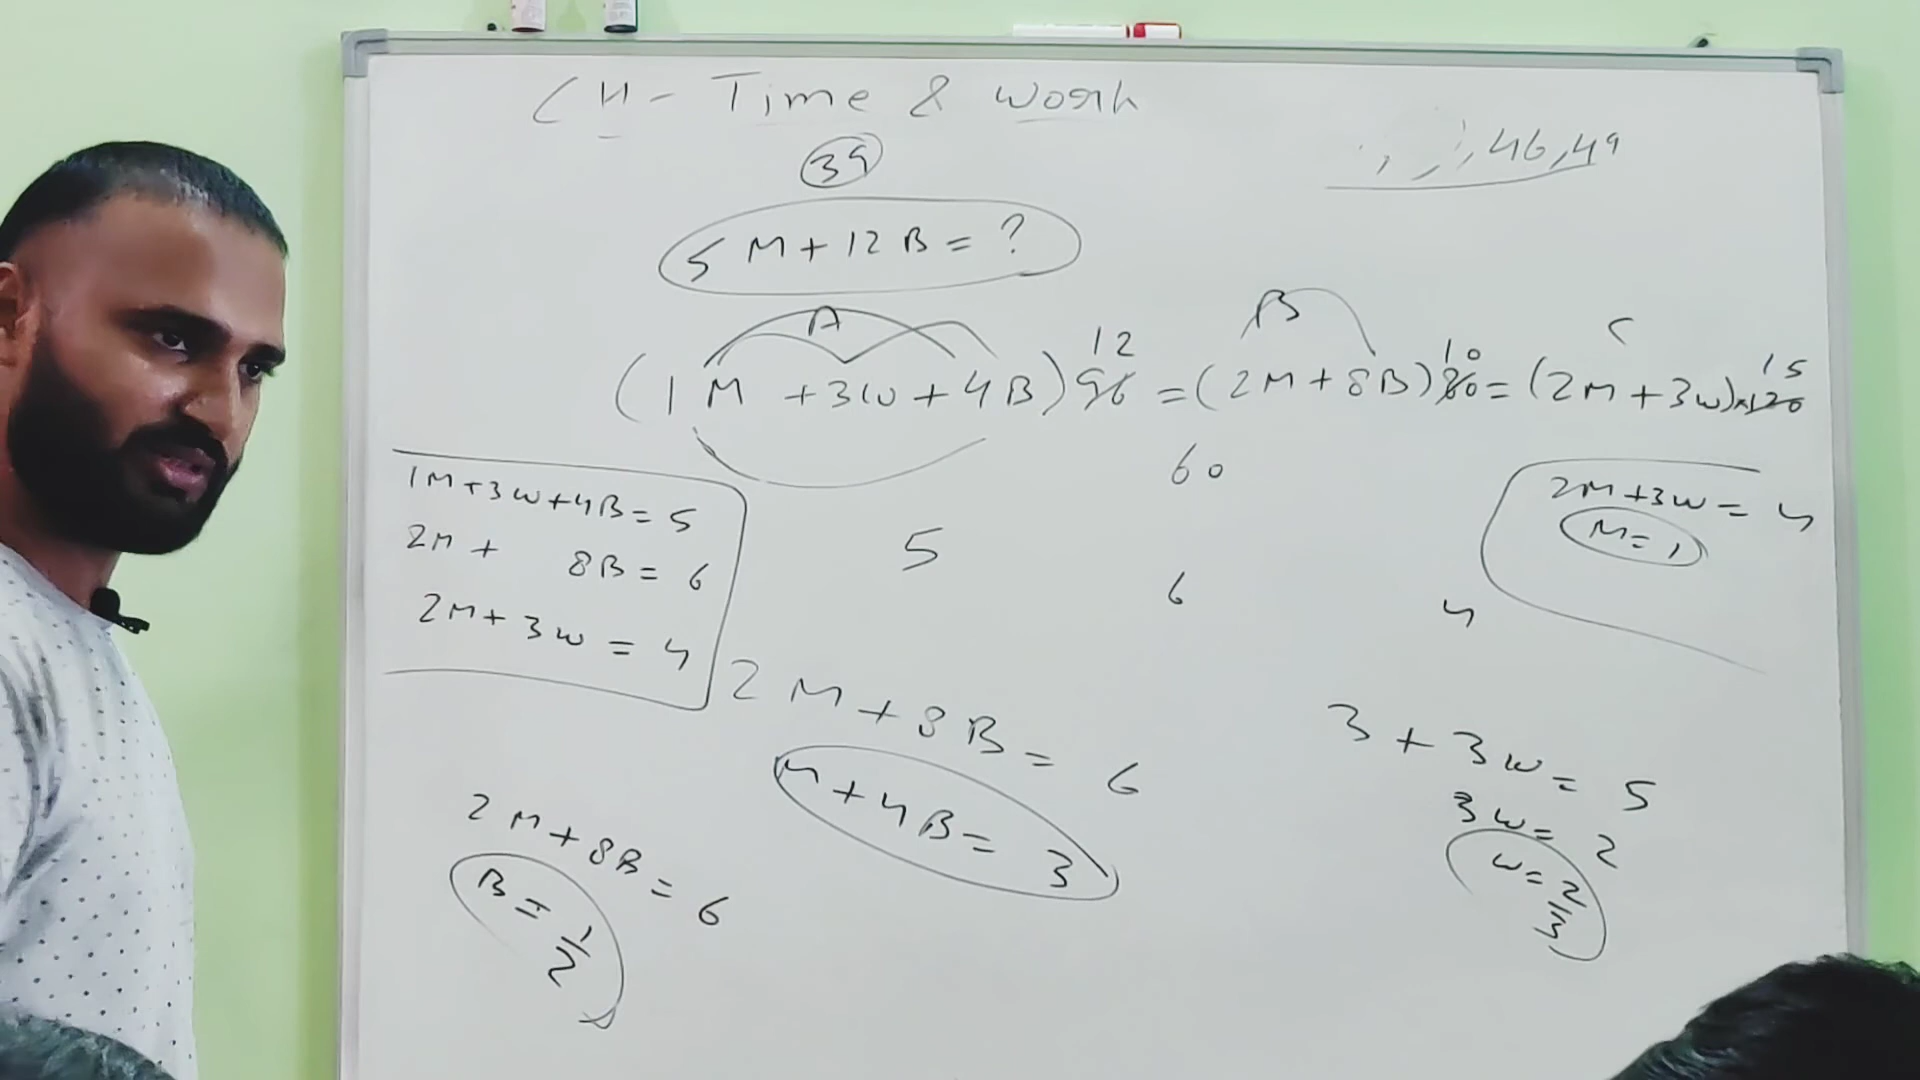 CH - Time & Work
39
, , , 46, 49
5 M + 12 B = ?
A
B
C
12
10
15
(1M + 3W + 4B) 96 = (2M + 8B) 80 = (2M + 3W) × 120
60
1M + 3W + 4B = 5
2M + 8B = 6
2M + 3W = 4
5
6
4
2M + 3W = 4
M = 1
2M + 8B = 6
M + 4B = 3
3 + 3W = 5
3W = 2
W = 2/3
2M + 8B = 6
B = 1/2